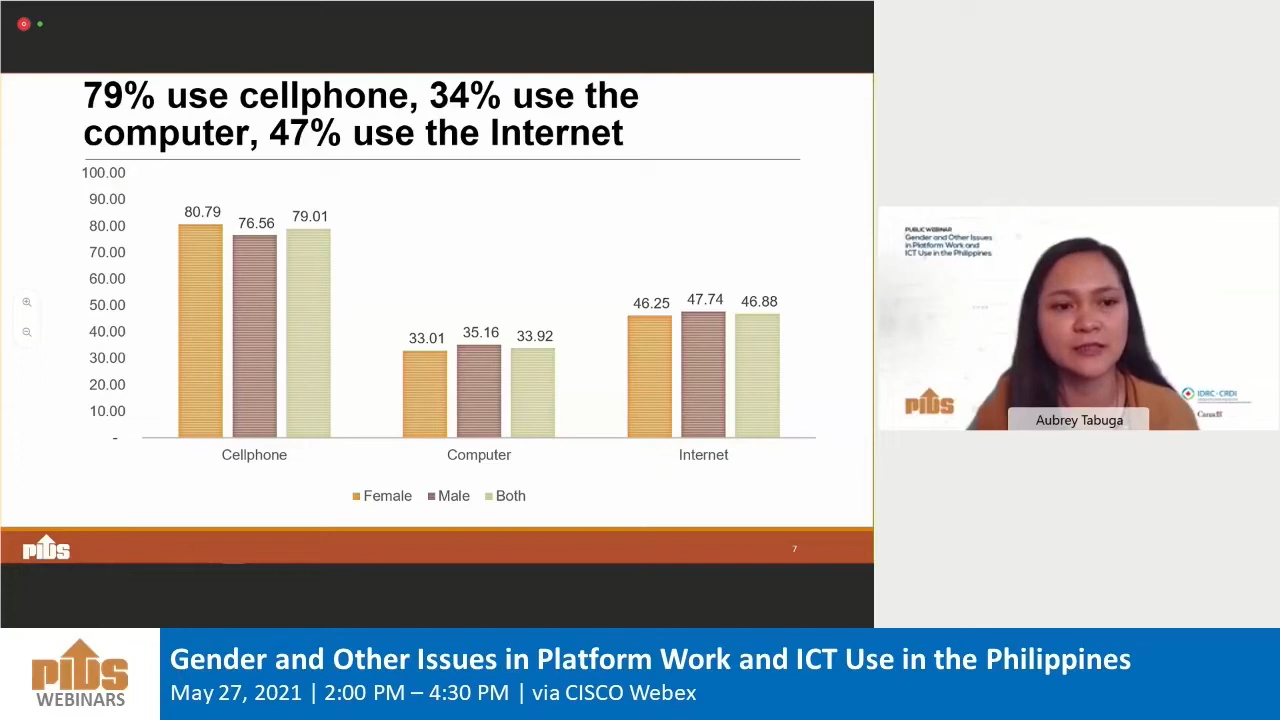 79% use cellphone, 34% use the
computer, 47% use the Internet
100.00
90.00
80.00
70.00
60.00
50.00
40.00
30.00
20.00
10.00
-
80.79
76.56
79.01
33.01
35.16
33.92
46.25
47.74
46.88
Cellphone
Computer
Internet
Female
Male
Both
PIDS
7
PUBLIC WEBINAR
Gender and Other Issues
in Platform Work and
ICT Use in the Philippines
PIDS
IDRC · CRDI
Canada
Aubrey Tabuga
PIDS
WEBINARS
Gender and Other Issues in Platform Work and ICT Use in the Philippines
May 27, 2021 | 2:00 PM – 4:30 PM | via CISCO Webex